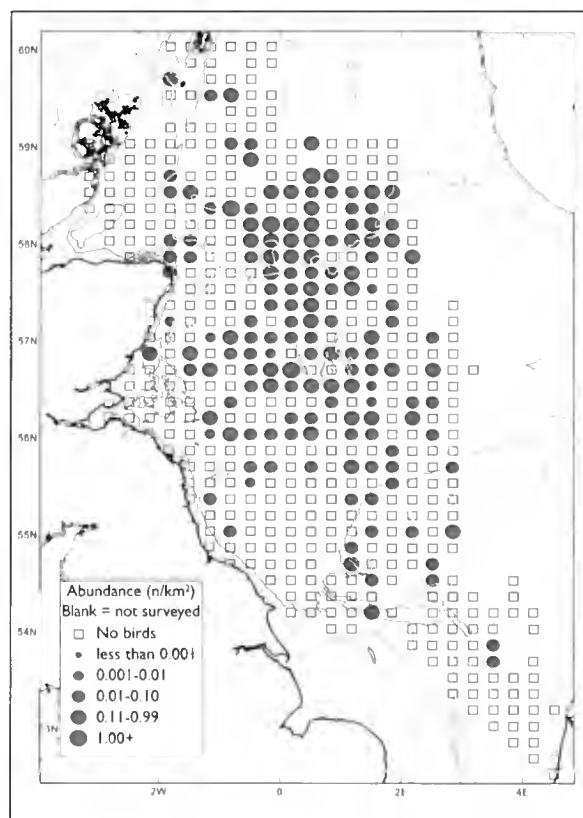 60N
59N
58N
57N
56N
55N
54N
Abundance (n/km²)
Blank = not surveyed
No birds
less than 0.001
0.001-0.01
0.01-0.10
0.11-0.99
1.00+
3N
2W
0
2E
4E